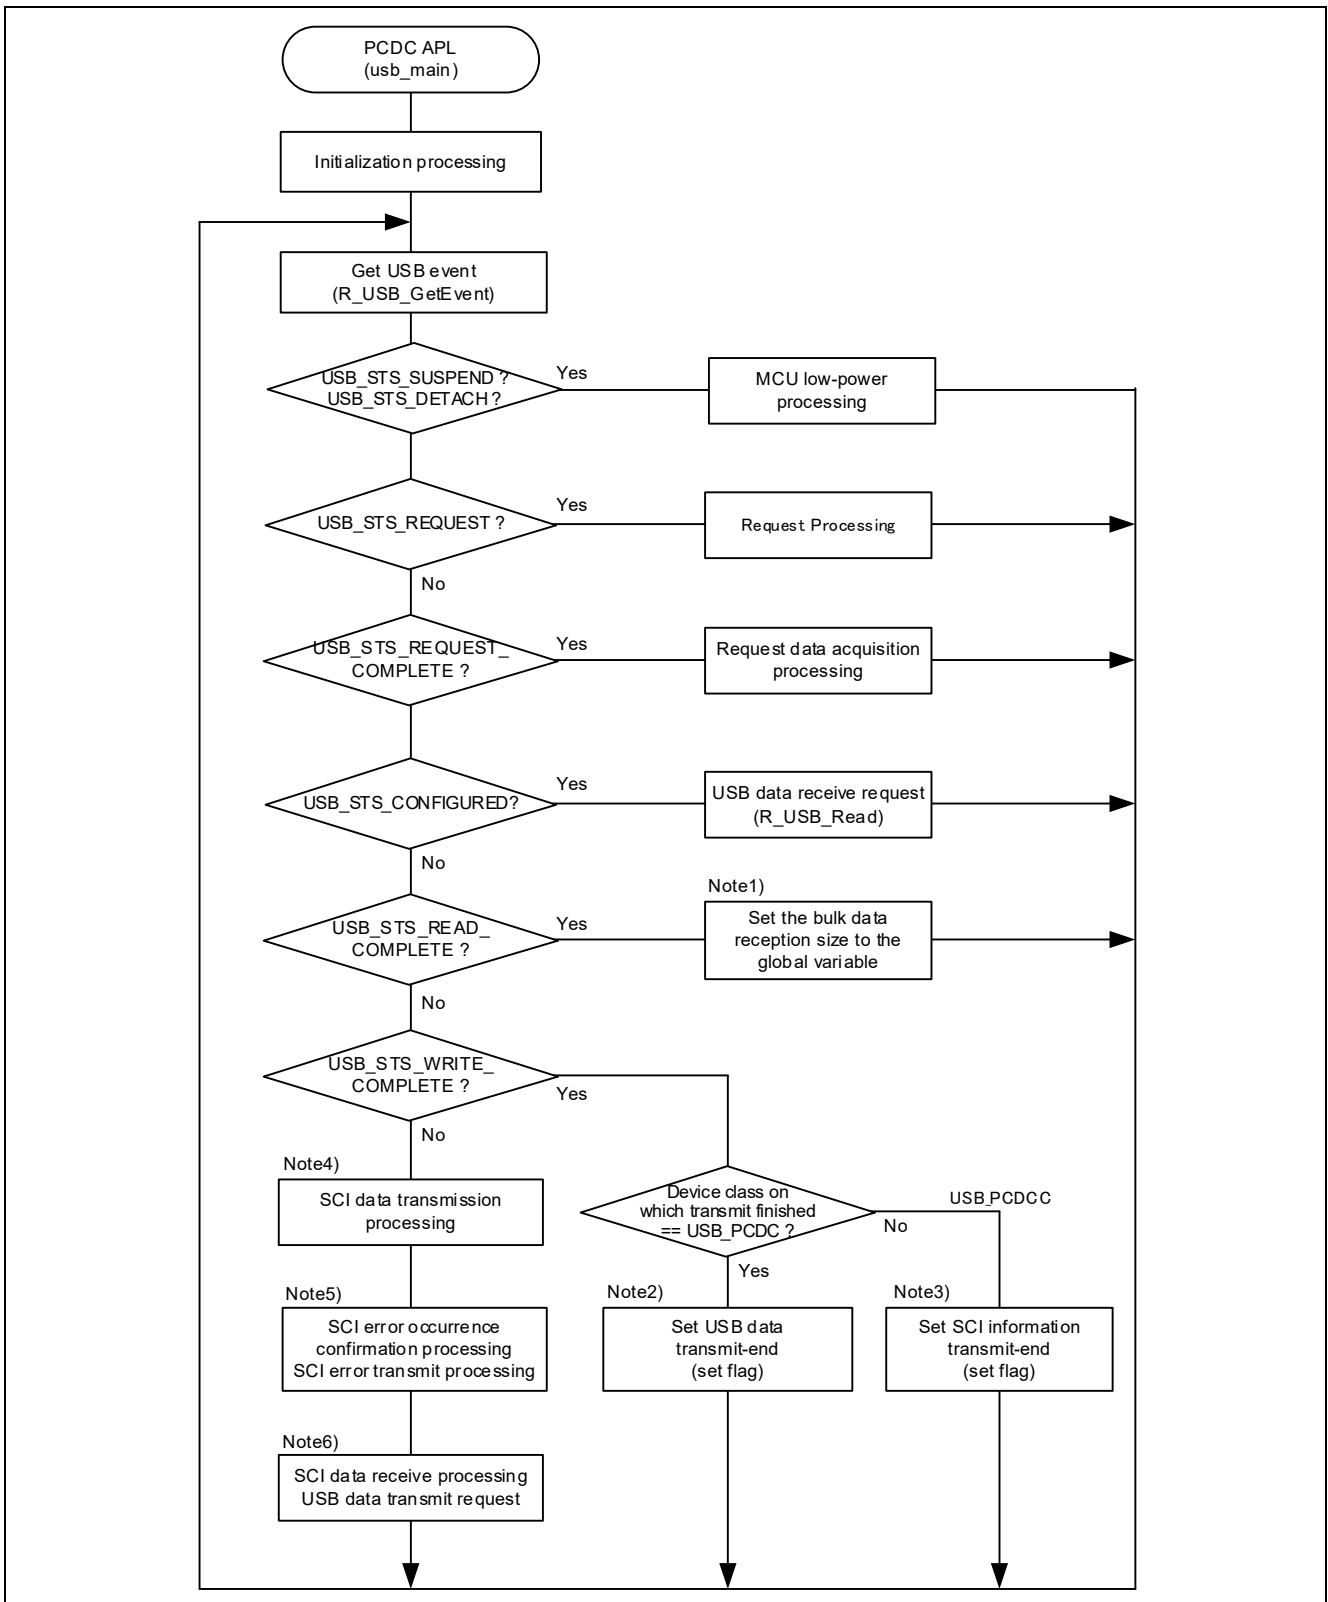 PCDC APL
(usb_main)
Initialization processing
Get USB event
(R_USB_GetEvent)
USB_STS_SUSPEND ?
USB_STS_DETACH ?
Yes
MCU low-power
processing
USB_STS_REQUEST ?
Yes
Request Processing
No
USB_STS_REQUEST_
COMPLETE ?
Yes
Request data acquisition
processing
USB_STS_CONFIGURED?
Yes
USB data receive request
(R_USB_Read)
No
Note1)
USB_STS_READ_
COMPLETE ?
Yes
Set the bulk data
reception size to the
global variable
No
USB_STS_WRITE_
COMPLETE ?
Yes
No
Note4)
SCI data transmission
processing
Device class on
which transmit finished
== USB_PCDC ?
USB_PCDCC
No
Yes
Note5)
SCI error occurrence
confirmation processing
SCI error transmit processing
Note2)
Set USB data
transmit-end
(set flag)
Note3)
Set SCI information
transmit-end
(set flag)
Note6)
SCI data receive processing
USB data transmit request